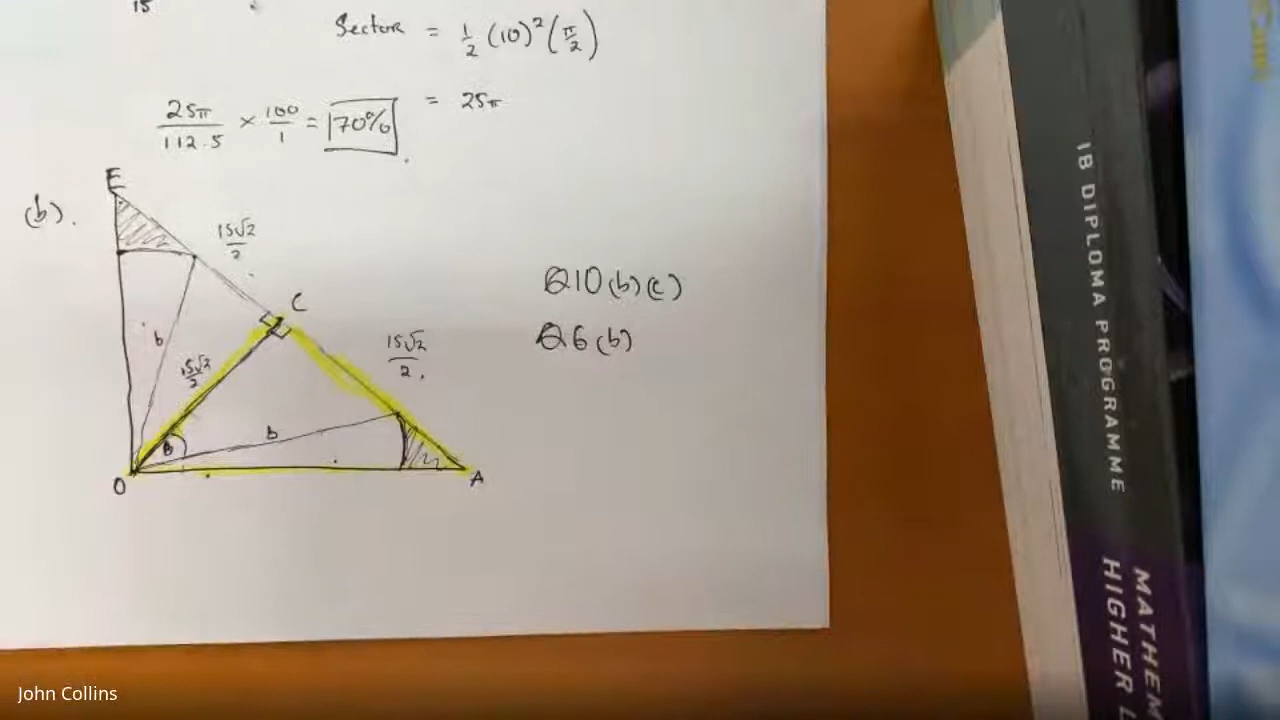 15
Sector = 1/2 (10)² (π/2)
= 25π
25π/112.5 × 100/1 = 70%
(b).
E
15√2/2
C
15√2/2
15√2/2
b
b
θ
O
A
Q10 (b) (c)
Q6 (b)
IB DIPLOMA PROGRAMME
MATHEM
HIGHER L
John Collins